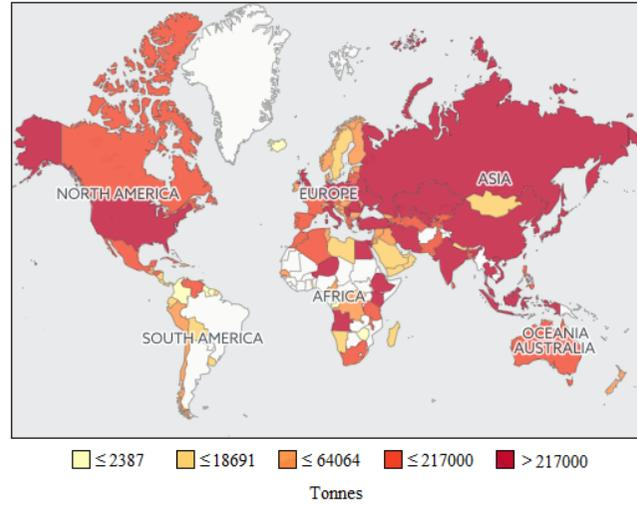 NORTH AMERICA
EUROPE
ASIA
AFRICA
SOUTH AMERICA
OCEANIA
AUSTRALIA
≤ 2387 ≤18691 ≤ 64064 ≤ 217000 > 217000
Tonnes